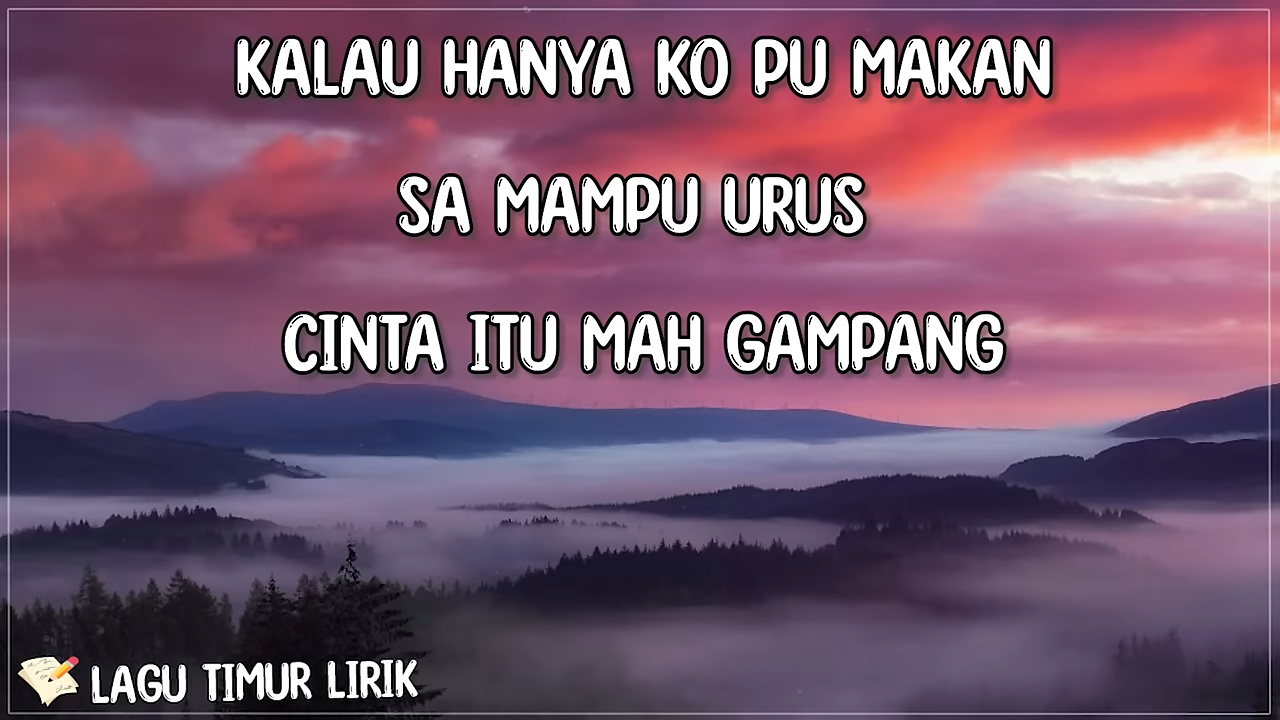 KALAU HANYA KO PU MAKAN
SA MAMPU URUS
CINTA ITU MAH GAMPANG
LAGU TIMUR LIRIK